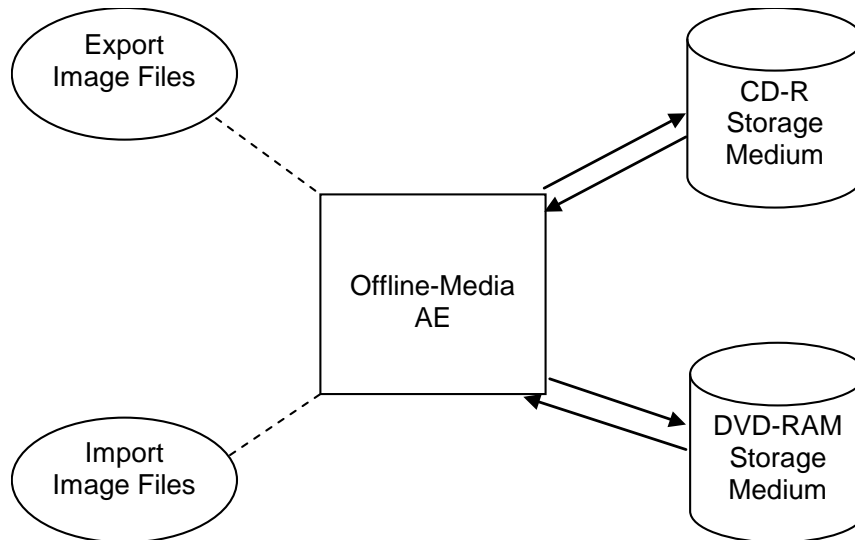 Export
Image Files
CD-R
Storage
Medium
Offline-Media
AE
Import
Image Files
DVD-RAM
Storage
Medium